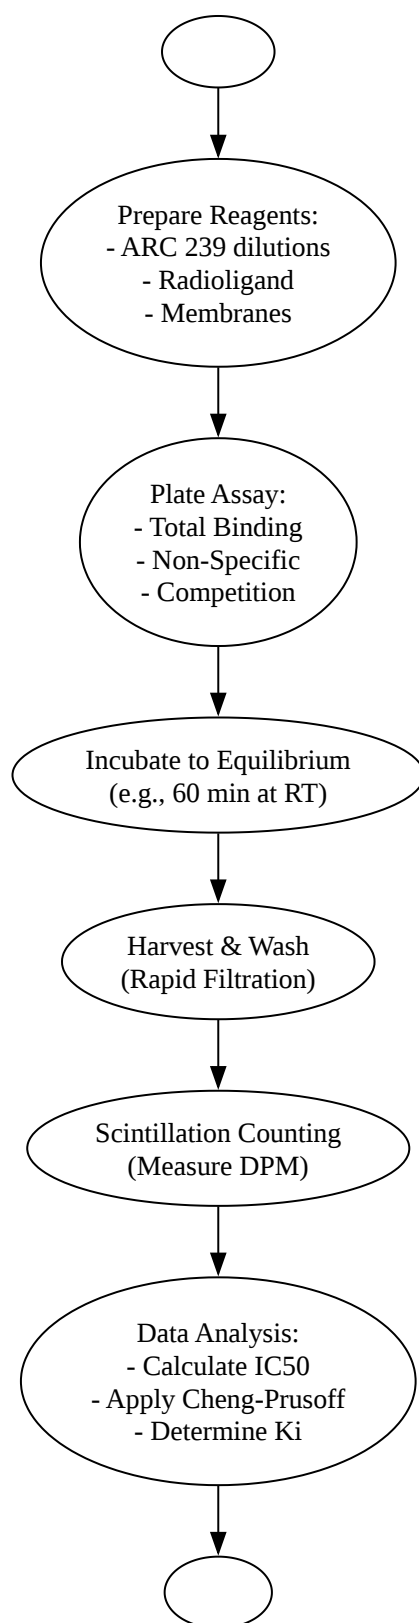 Prepare Reagents:
- ARC 239 dilutions
- Radioligand
- Membranes
Plate Assay:
- Total Binding
- Non-Specific
- Competition
Incubate to Equilibrium
(e.g., 60 min at RT)
Harvest & Wash
(Rapid Filtration)
Scintillation Counting
(Measure DPM)
Data Analysis:
- Calculate IC50
- Apply Cheng-Prusoff
- Determine Ki